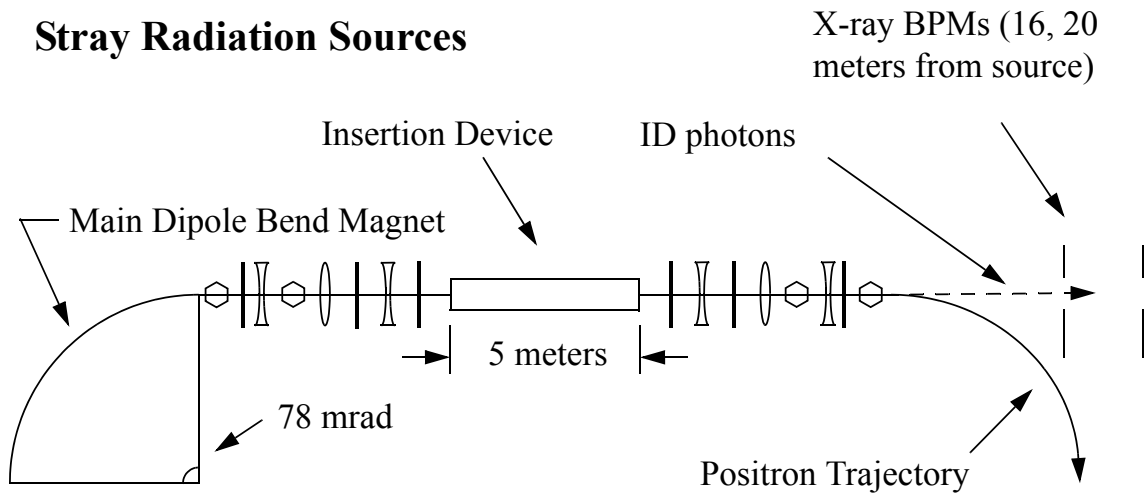 Stray Radiation Sources
X-ray BPMs (16, 20
meters from source)
Insertion Device
ID photons
Main Dipole Bend Magnet
5 meters
78 mrad
Positron Trajectory